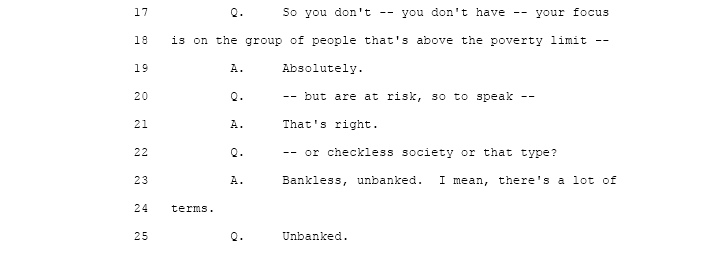 17 Q. So you don't -- you don't have -- your focus
18 is on the group of people that's above the poverty limit --
19 A. Absolutely.
20 Q. -- but are at risk, so to speak --
21 A. That's right.
22 Q. -- or checkless society or that type?
23 A. Bankless, unbanked. I mean, there's a lot of
24 terms.
25 Q. Unbanked.